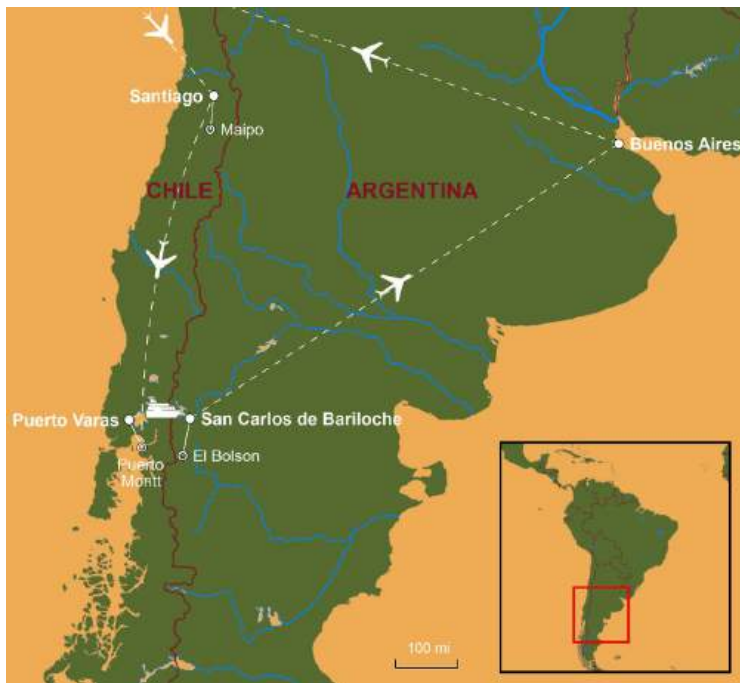 Santiago
Maipo
Buenos Aires
CHILE
ARGENTINA
Puerto Varas
San Carlos de Bariloche
Puerto
Montt
El Bolson
100 mi